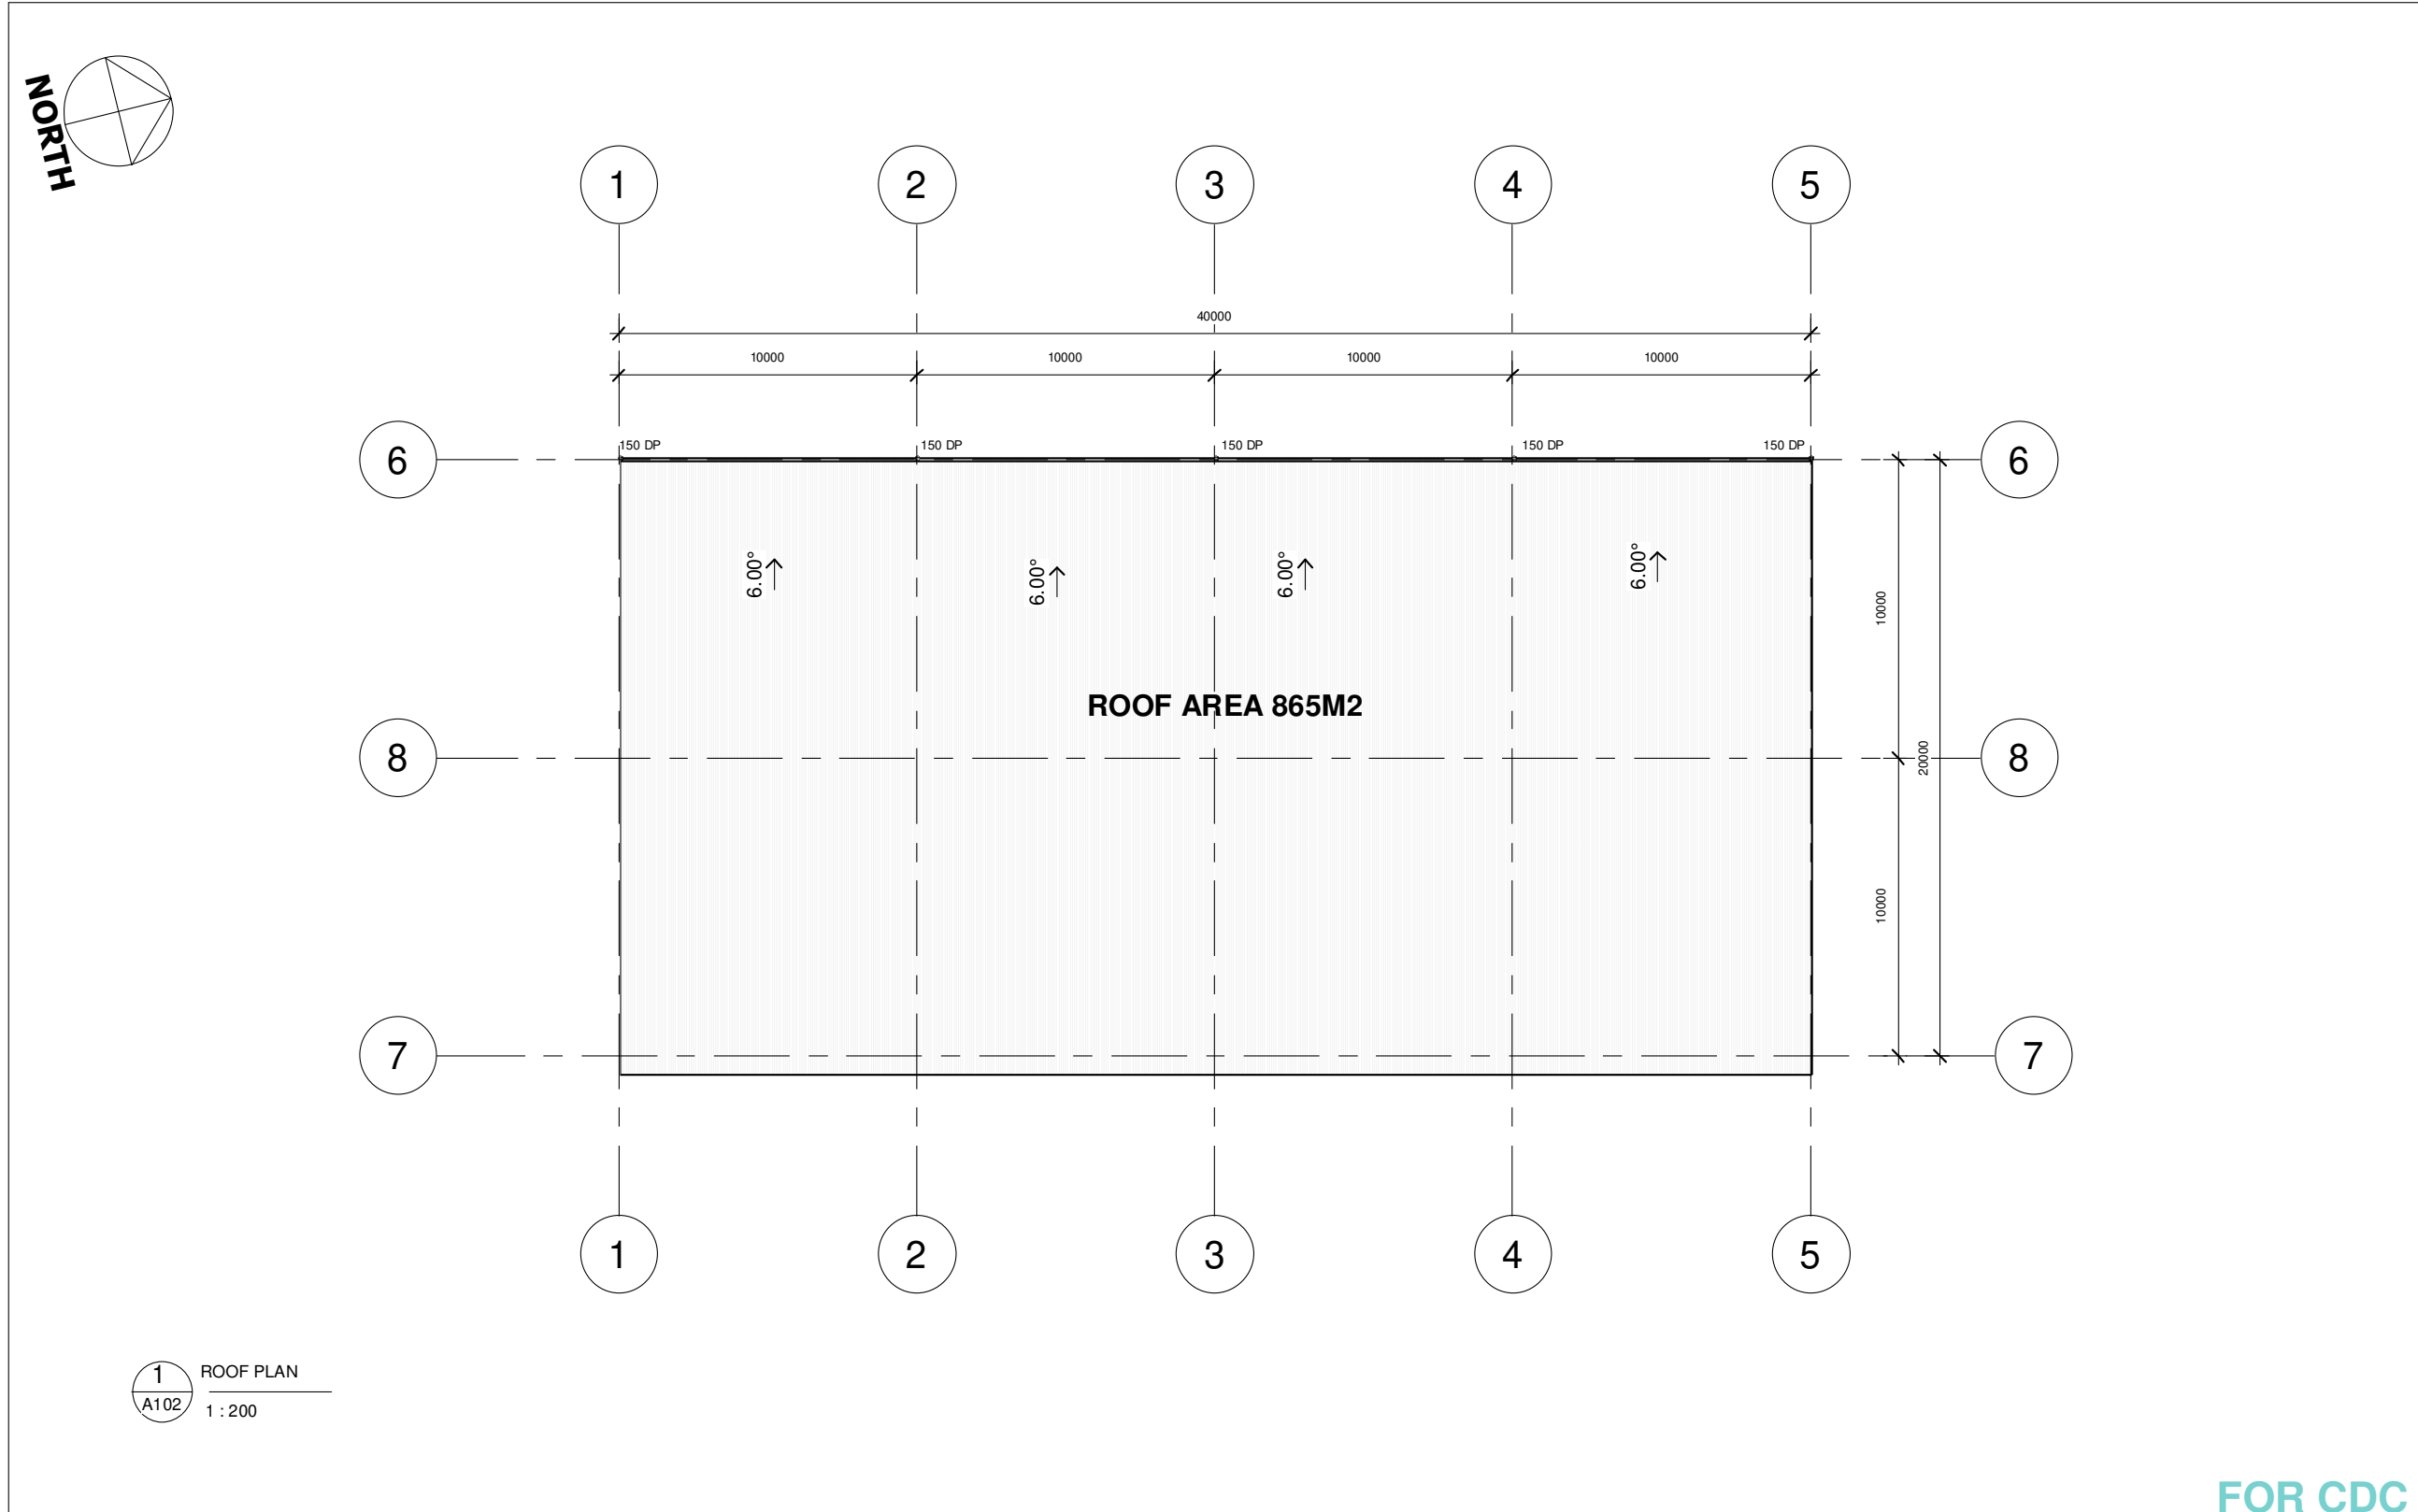 NORTH
1 2 3 4 5
40000
10000 10000 10000 10000
150 DP 150 DP 150 DP 150 DP 150 DP
6 6
6.00° 6.00° 6.00° 6.00°
10000
ROOF AREA 865M2
8 8
20000
10000
7 7
1 2 3 4 5
1 ROOF PLAN
A102 1 : 200
FOR CDC